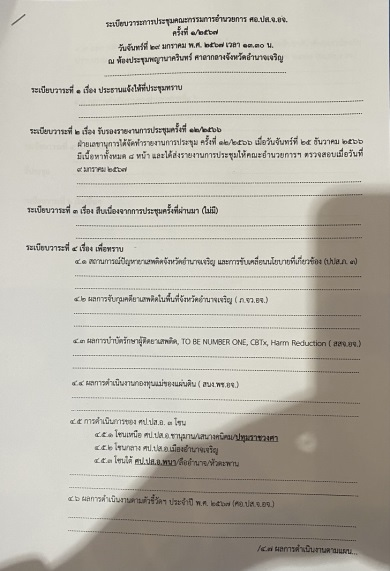 ระเบียบวาระการประชุมคณะกรรมการอำนวยการ ศอ.ปส.จ.อจ.
ครั้งที่ ๑/๒๕๖๗
วันจันทร์ที่ ๒๙ มกราคม พ.ศ. ๒๕๖๗ เวลา ๑๓.๓๐ น.
ณ ห้องประชุมพญานาครินทร์ ศาลากลางจังหวัดอำนาจเจริญ
ระเบียบวาระที่ ๑ เรื่อง ประธานแจ้งให้ที่ประชุมทราบ
ระเบียบวาระที่ ๒ เรื่อง รับรองรายงานการประชุมครั้งที่ ๑๒/๒๕๖๖
ฝ่ายเลขานุการได้จัดทำรายงานการประชุม ครั้งที่ ๑๒/๒๕๖๖ เมื่อวันจันทร์ที่ ๒๕ ธันวาคม ๒๕๖๖
มีเนื้อหาทั้งหมด ๘ หน้า และได้ส่งรายงานการประชุมให้คณะอำนวยการฯ ตรวจสอบเมื่อวันที่
๙ มกราคม ๒๕๖๗
ระเบียบวาระที่ ๓ เรื่อง สืบเนื่องจากการประชุมครั้งที่ผ่านมา (ไม่มี)
ระเบียบวาระที่ ๔ เรื่อง เพื่อทราบ
๔.๑ สถานการณ์ปัญหายาเสพติดจังหวัดอำนาจเจริญ และการขับเคลื่อนนโยบายที่เกี่ยวข้อง (ปปส.ภ. ๓)
๔.๒ ผลการจับกุมคดียาเสพติดในพื้นที่จังหวัดอำนาจเจริญ ( ภ.จว.อจ.)
๔.๓ ผลการบำบัดรักษาผู้ติดยาเสพติด, TO BE NUMBER ONE, CBTx, Harm Reduction ( สสจ.อจ.)
๔.๔ ผลการดำเนินงานกองทุนแม่ของแผ่นดิน ( สนง.พช.อจ.)
๔.๕ การดำเนินการของ ศป.ปส.อ. ๓ โซน
๔.๕.๑ โซนเหนือ ศป.ปส.อ.ชานุมาน/เสนางคนิคม/ปทุมราชวงศา
๔.๕.๒ โซนกลาง ศป.ปส.อ.เมืองอำนาจเจริญ
๔.๕.๓ โซนใต้ ศป.ปส.อ.พนา/ลืออำนาจ/หัวตะพาน
๔.๖ ผลการดำเนินงานตามตัวชี้วัดฯ ประจำปี พ.ศ. ๒๕๖๗ (ศอ.ปส.จ.อจ.)
/๔.๗ ผลการดำเนินงานตามแผน...